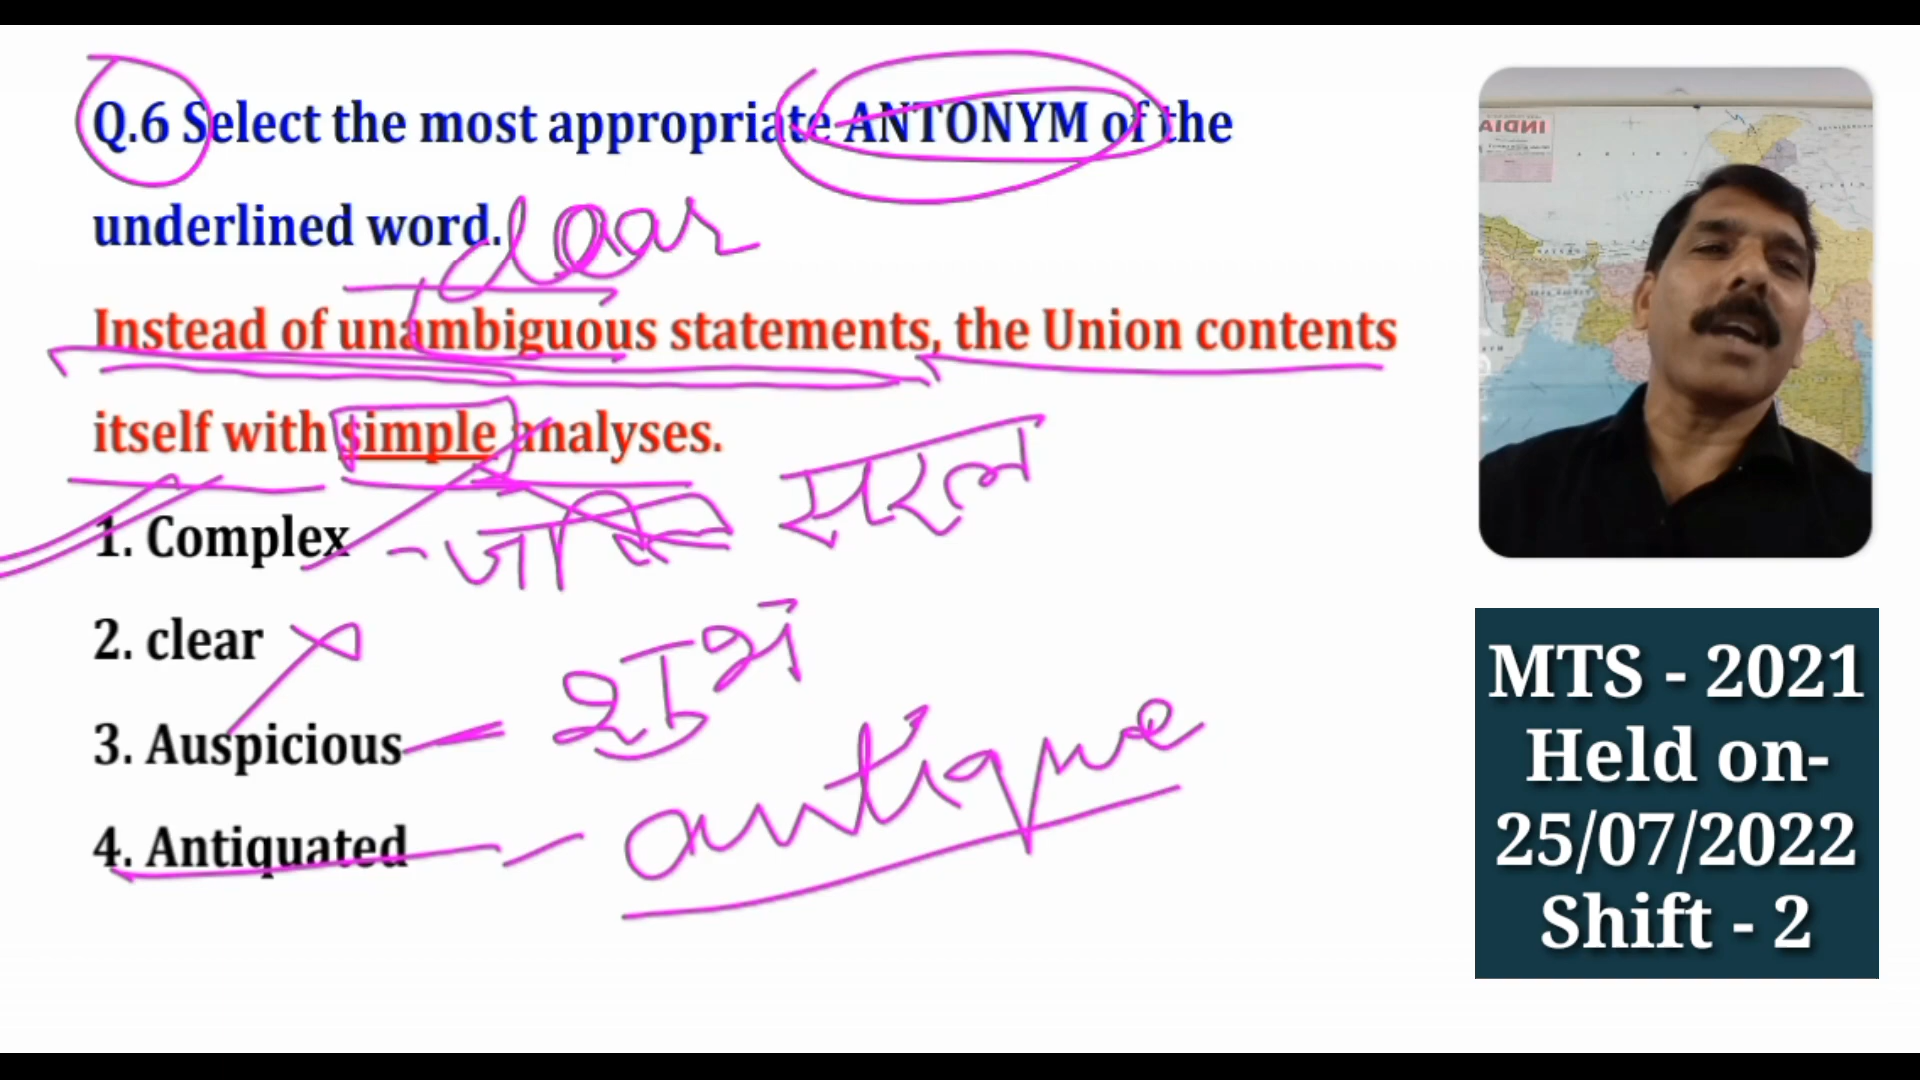 Q.6 Select the most appropriate ANTONYM of the
underlined word.
clear
Instead of unambiguous statements, the Union contents
itself with simple analyses.
सरल
1. Complex
2. clear
3. Auspicious
शुभ
4. Antiquated
antique
INDIA
MTS - 2021
Held on-
25/07/2022
Shift - 2